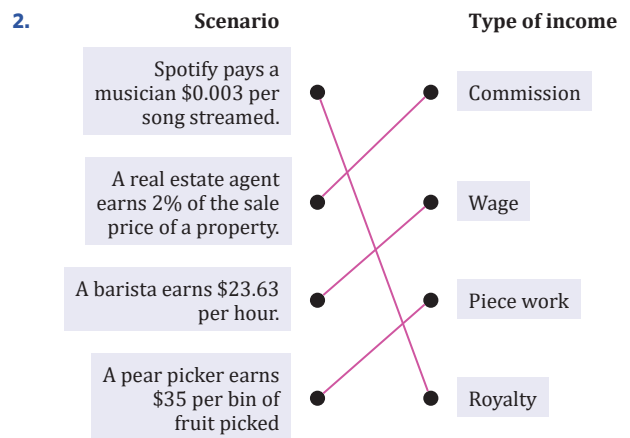 2.
Scenario
Type of income
Spotify pays a
musician $0.003 per
song streamed.
Commission
A real estate agent
earns 2% of the sale
price of a property.
Wage
A barista earns $23.63
per hour.
Piece work
A pear picker earns
$35 per bin of
fruit picked
Royalty